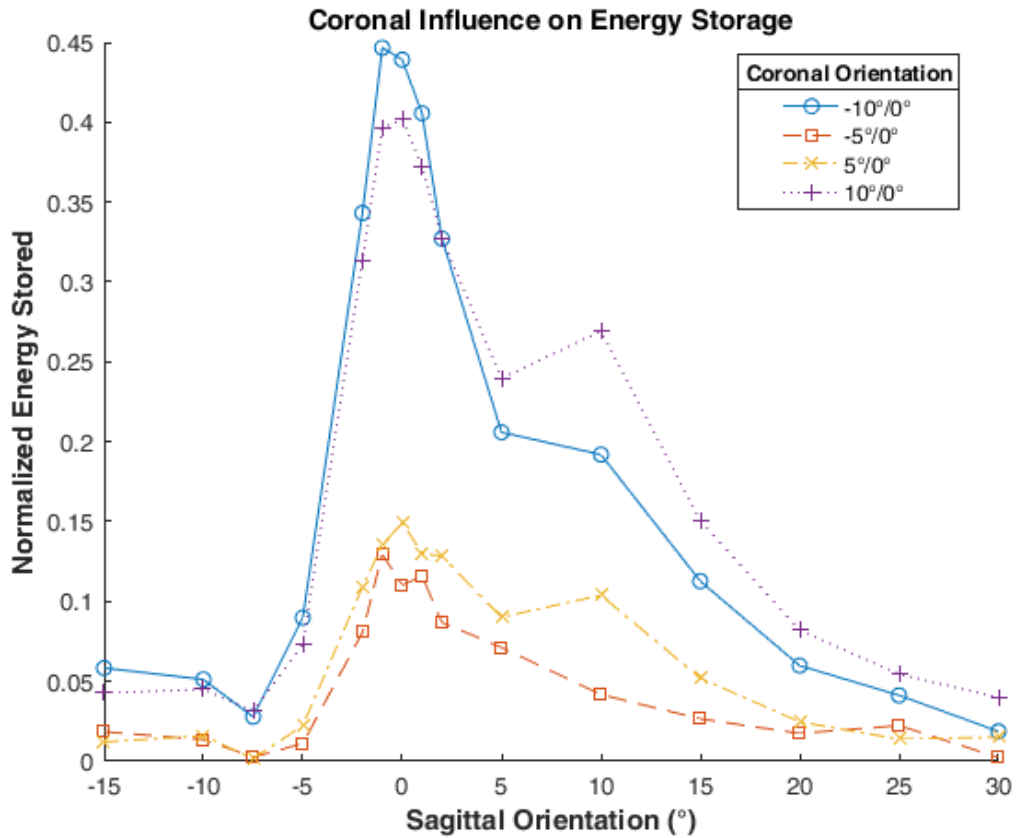 Coronal Influence on Energy Storage
Coronal Orientation
-10°/0°
-5°/0°
5°/0°
10°/0°
Normalized Energy Stored
0.45
0.4
0.35
0.3
0.25
0.2
0.15
0.1
0.05
0
-15 -10 -5 0 5 10 15 20 25 30
Sagittal Orientation (°)